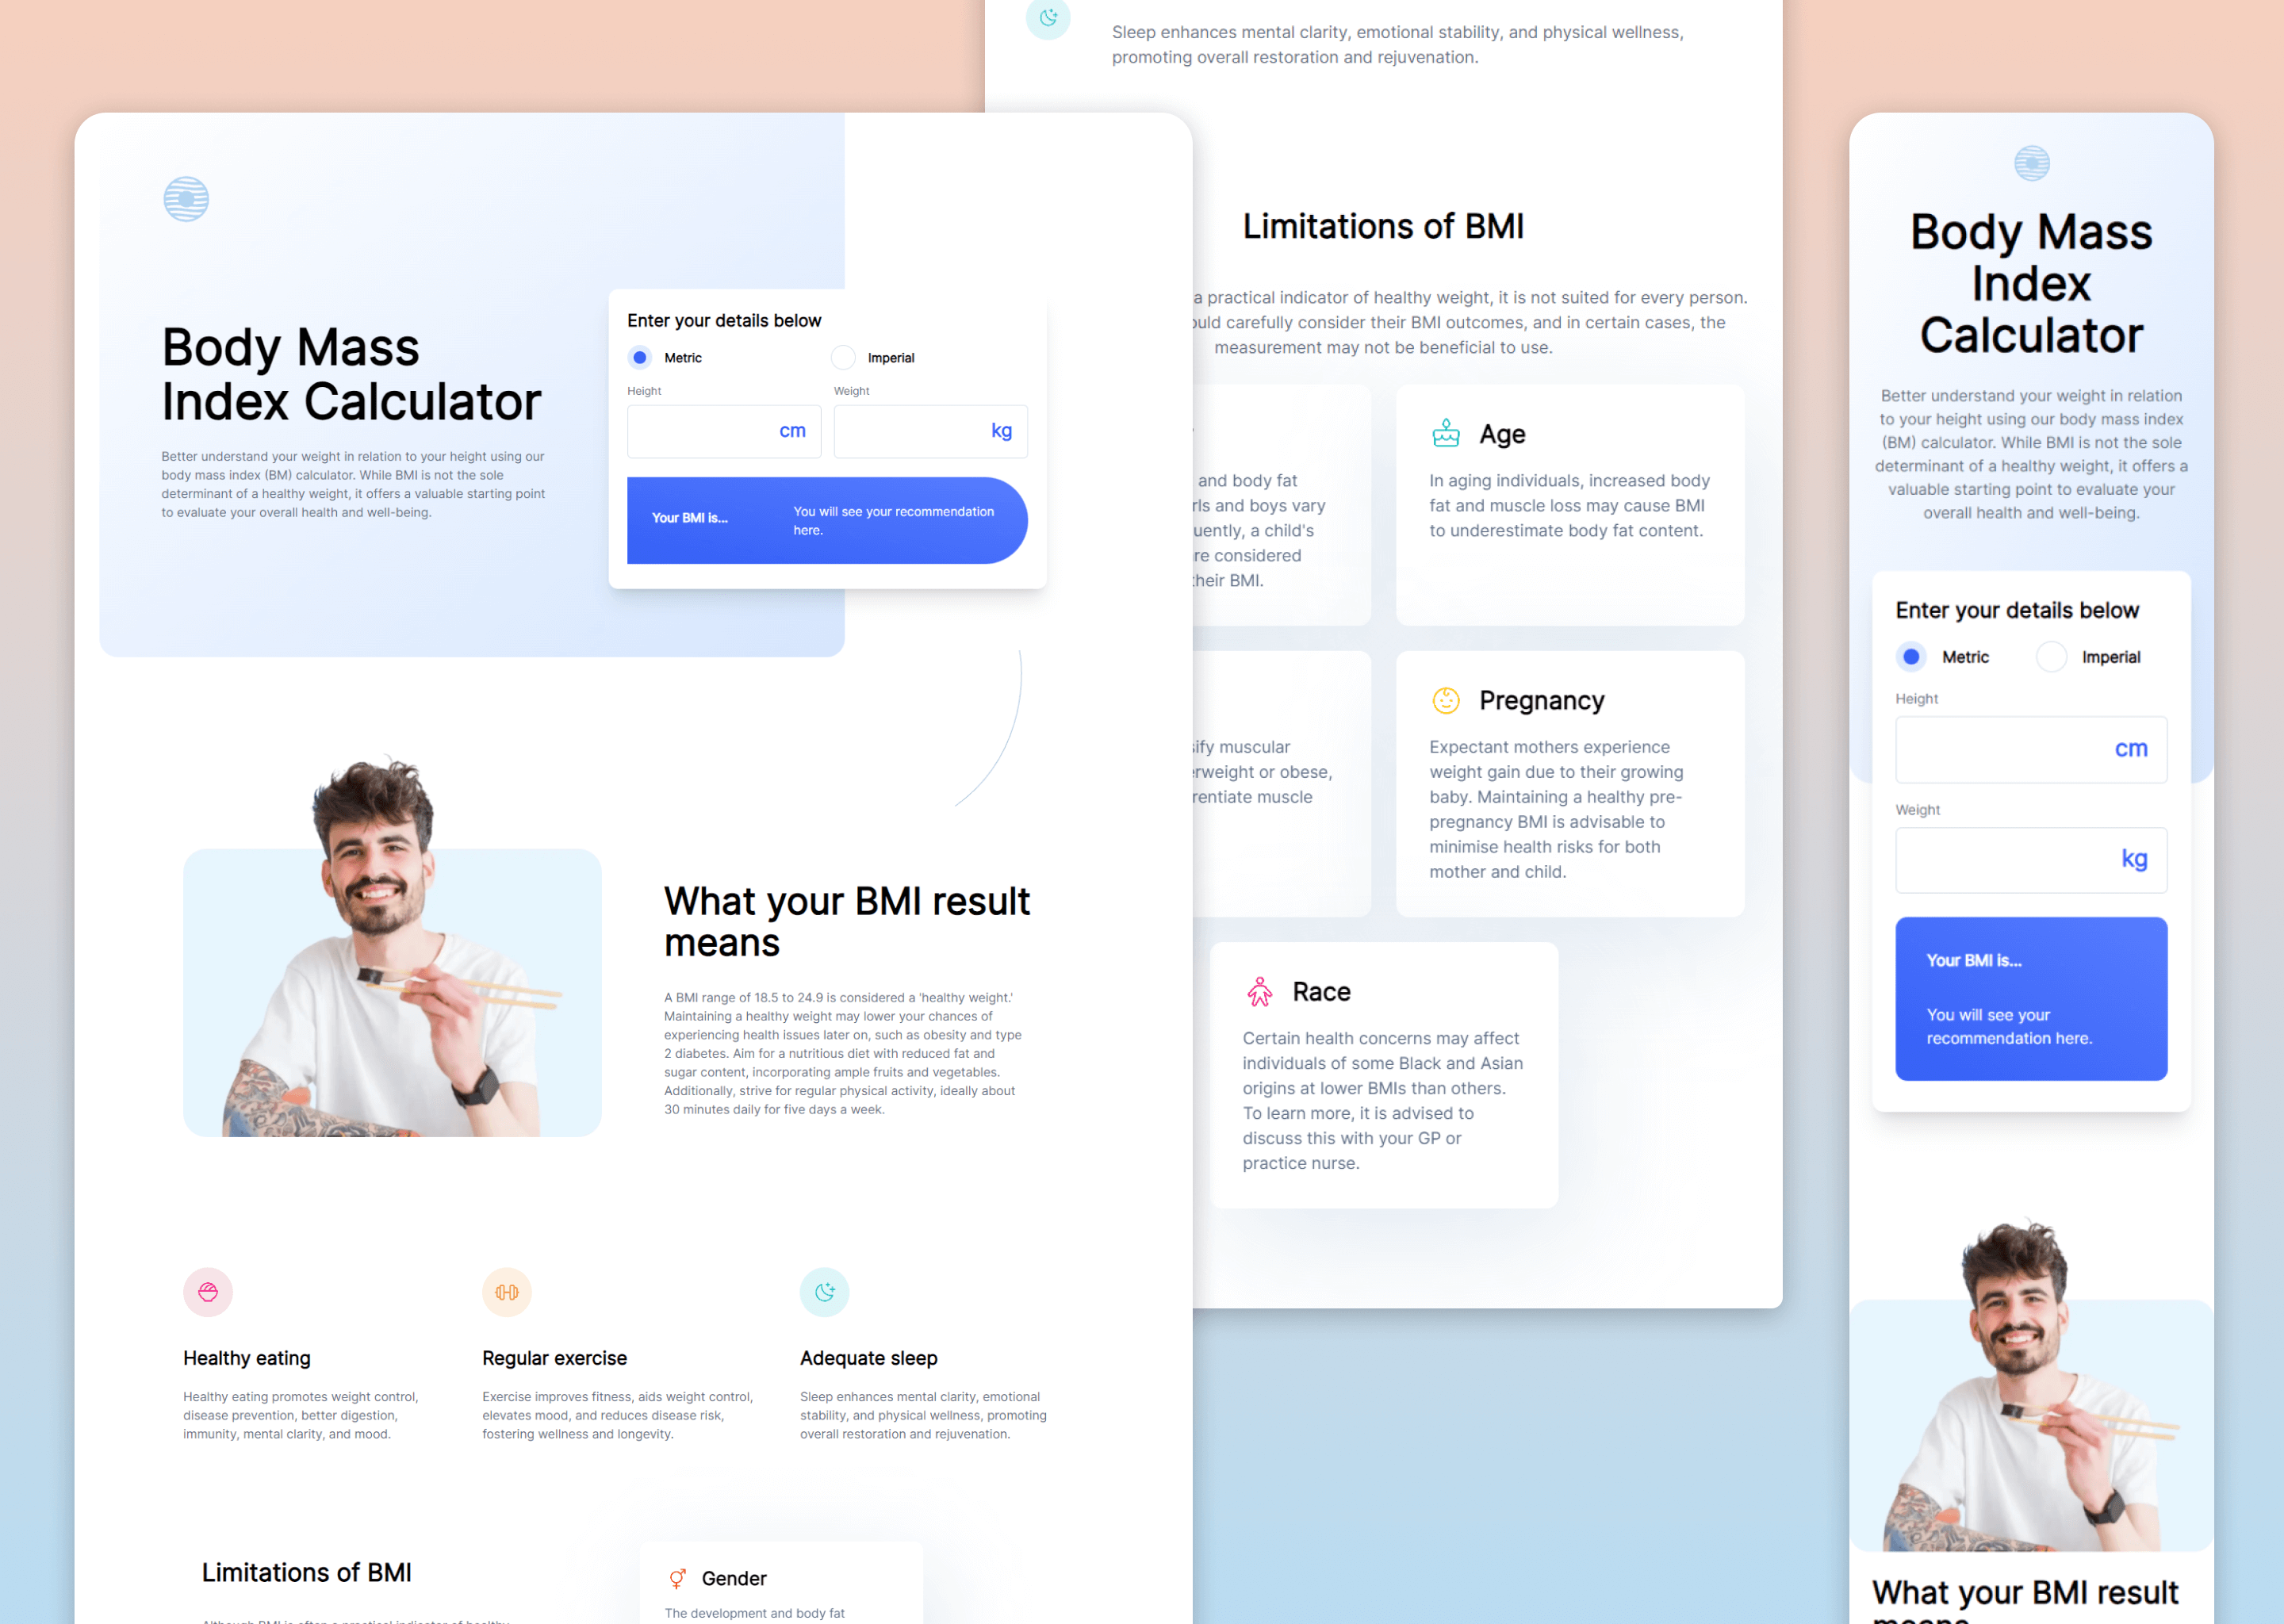 Body Mass
Index Calculator
Better understand your weight in relation to your height using our
body mass index (BM) calculator. While BMI is not the sole
determinant of a healthy weight, it offers a valuable starting point
to evaluate your overall health and well-being.
Enter your details below
Metric
Imperial
Height
Weight
cm
kg
Your BMI is...
You will see your recommendation
here.
What your BMI result
means
A BMI range of 18.5 to 24.9 is considered a 'healthy weight.'
Maintaining a healthy weight may lower your chances of
experiencing health issues later on, such as obesity and type
2 diabetes. Aim for a nutritious diet with reduced fat and
sugar content, incorporating ample fruits and vegetables.
Additionally, strive for regular physical activity, ideally about
30 minutes daily for five days a week.
Healthy eating
Healthy eating promotes weight control,
disease prevention, better digestion,
immunity, mental clarity, and mood.
Regular exercise
Exercise improves fitness, aids weight control,
elevates mood, and reduces disease risk,
fostering wellness and longevity.
Adequate sleep
Sleep enhances mental clarity, emotional
stability, and physical wellness, promoting
overall restoration and rejuvenation.
Limitations of BMI
Gender
The development and body fat
Sleep enhances mental clarity, emotional stability, and physical wellness,
promoting overall restoration and rejuvenation.
Limitations of BMI
a practical indicator of healthy weight, it is not suited for every person.
carefully consider their BMI outcomes, and in certain cases, the
measurement may not be beneficial to use.
and body fat
and boys vary
a child's
considered
their BMI.
Age
In aging individuals, increased body
fat and muscle loss may cause BMI
to underestimate body fat content.
muscular
or obese,
muscle
Pregnancy
Expectant mothers experience
weight gain due to their growing
baby. Maintaining a healthy pre-
pregnancy BMI is advisable to
minimise health risks for both
mother and child.
Race
Certain health concerns may affect
individuals of some Black and Asian
origins at lower BMIs than others.
To learn more, it is advised to
discuss this with your GP or
practice nurse.
Body Mass
Index
Calculator
Better understand your weight in relation
to your height using our body mass index
(BM) calculator. While BMI is not the sole
determinant of a healthy weight, it offers a
valuable starting point to evaluate your
overall health and well-being.
Enter your details below
Metric
Imperial
Height
cm
Weight
kg
Your BMI is...
You will see your
recommendation here.
What your BMI result